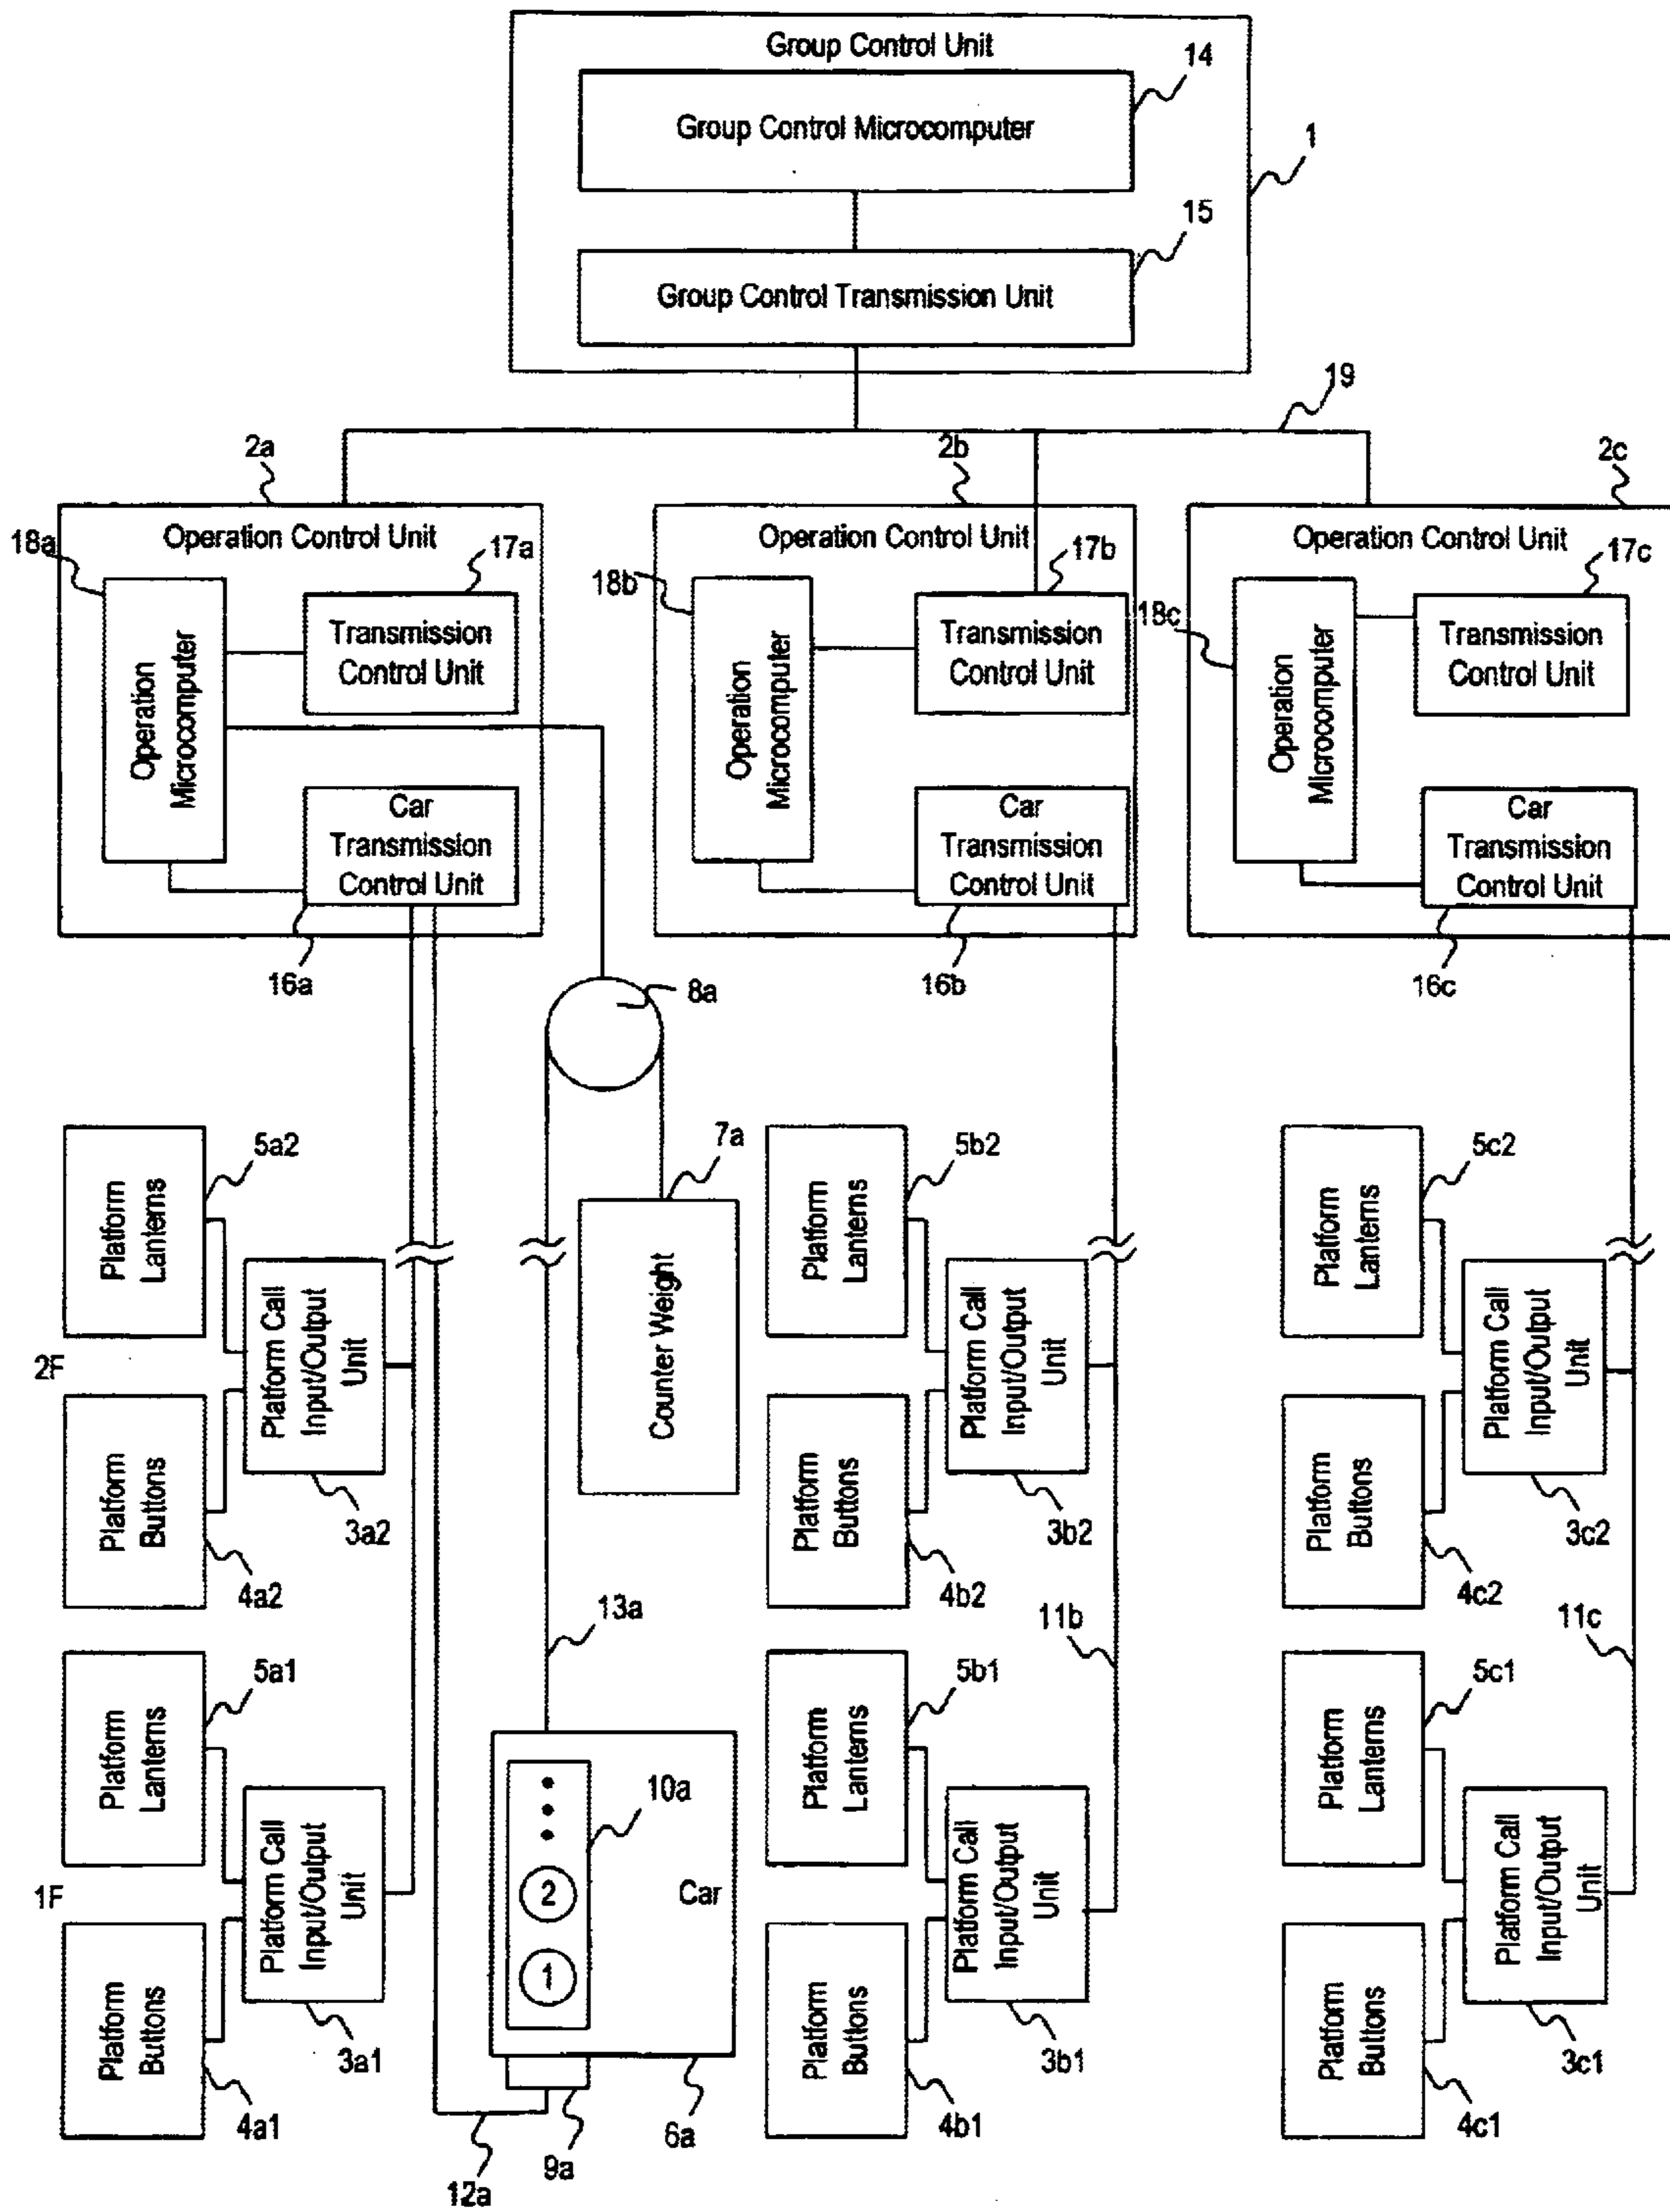 Group Control Unit
14
Group Control Microcomputer
1
15
Group Control Transmission Unit
19
2a
2b
2c
Operation Control Unit
18a
17a
Operation
Microcomputer
Transmission
Control Unit
Car
Transmission
Control Unit
16a
Operation Control Unit
18b
17b
Operation
Microcomputer
Transmission
Control Unit
Car
Transmission
Control Unit
16b
Operation Control Unit
18c
17c
Operation
Microcomputer
Transmission
Control Unit
Car
Transmission
Control Unit
16c
8a
7a
Counter Weight
Platform
Lanterns
5a2
2F
Platform Call
Input/Output
Unit
3a2
Platform
Buttons
4a2
Platform
Lanterns
5a1
1F
Platform Call
Input/Output
Unit
3a1
Platform
Buttons
4a1
13a
10a
2
1
Car
6a
9a
12a
Platform
Lanterns
5b2
Platform Call
Input/Output
Unit
3b2
Platform
Buttons
4b2
11b
Platform
Lanterns
5b1
Platform Call
Input/Output
Unit
3b1
Platform
Buttons
4b1
Platform
Lanterns
5c2
Platform Call
Input/Output
Unit
3c2
Platform
Buttons
4c2
11c
Platform
Lanterns
5c1
Platform Call
Input/Output
Unit
3c1
Platform
Buttons
4c1